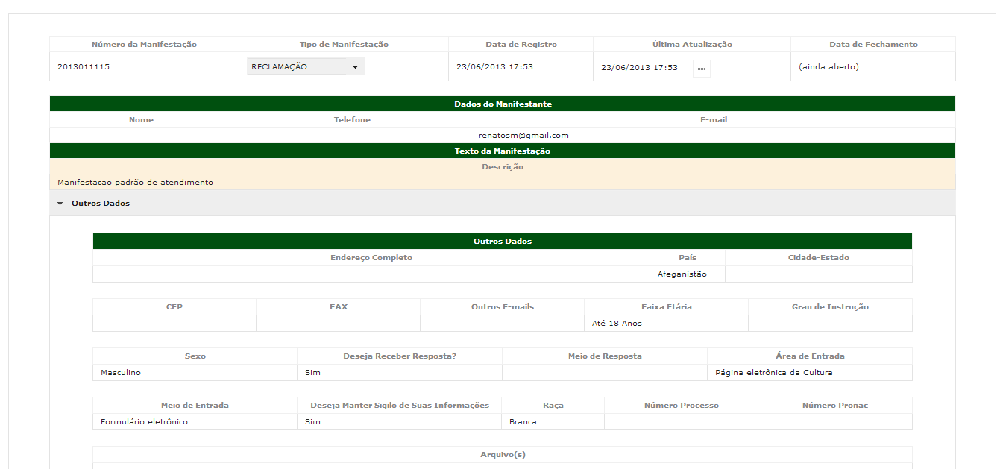 Número da Manifestação Tipo de Manifestação Data de Registro Última Atualização Data de Fechamento
2013011115 RECLAMAÇÃO 23/06/2013 17:53 23/06/2013 17:53 (ainda aberto)
Dados do Manifestante
Nome Telefone E-mail
renatosm@gmail.com
Texto da Manifestação
Descrição
Manifestacao padrão de atendimento
Outros Dados
Outros Dados
Endereço Completo País Cidade-Estado
Afeganistão -
CEP FAX Outros E-mails Faixa Etária Grau de Instrução
Até 18 Anos
Sexo Deseja Receber Resposta? Meio de Resposta Área de Entrada
Masculino Sim Página eletrônica da Cultura
Meio de Entrada Deseja Manter Sigilo de Suas Informações Raça Número Processo Número Pronac
Formulário eletrônico Sim Branca
Arquivo(s)